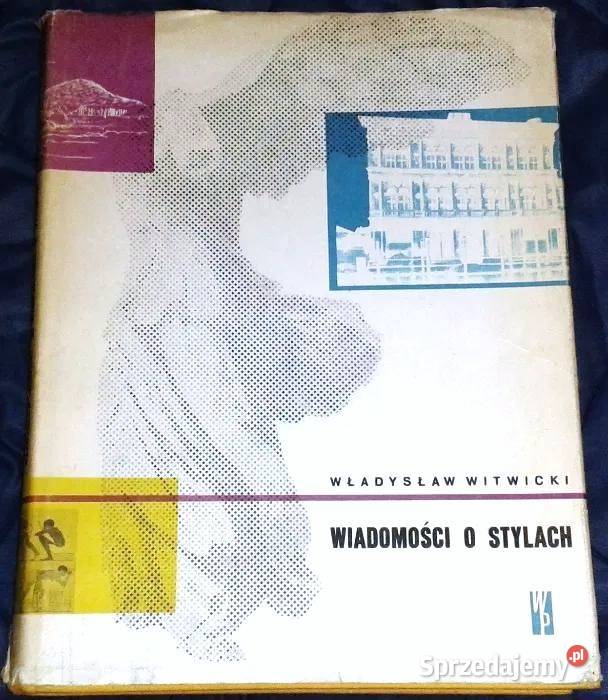 WŁADYSŁAW WITWICKI
WIADOMOŚCI O STYLACH
WP
Sprzedajemy.pl